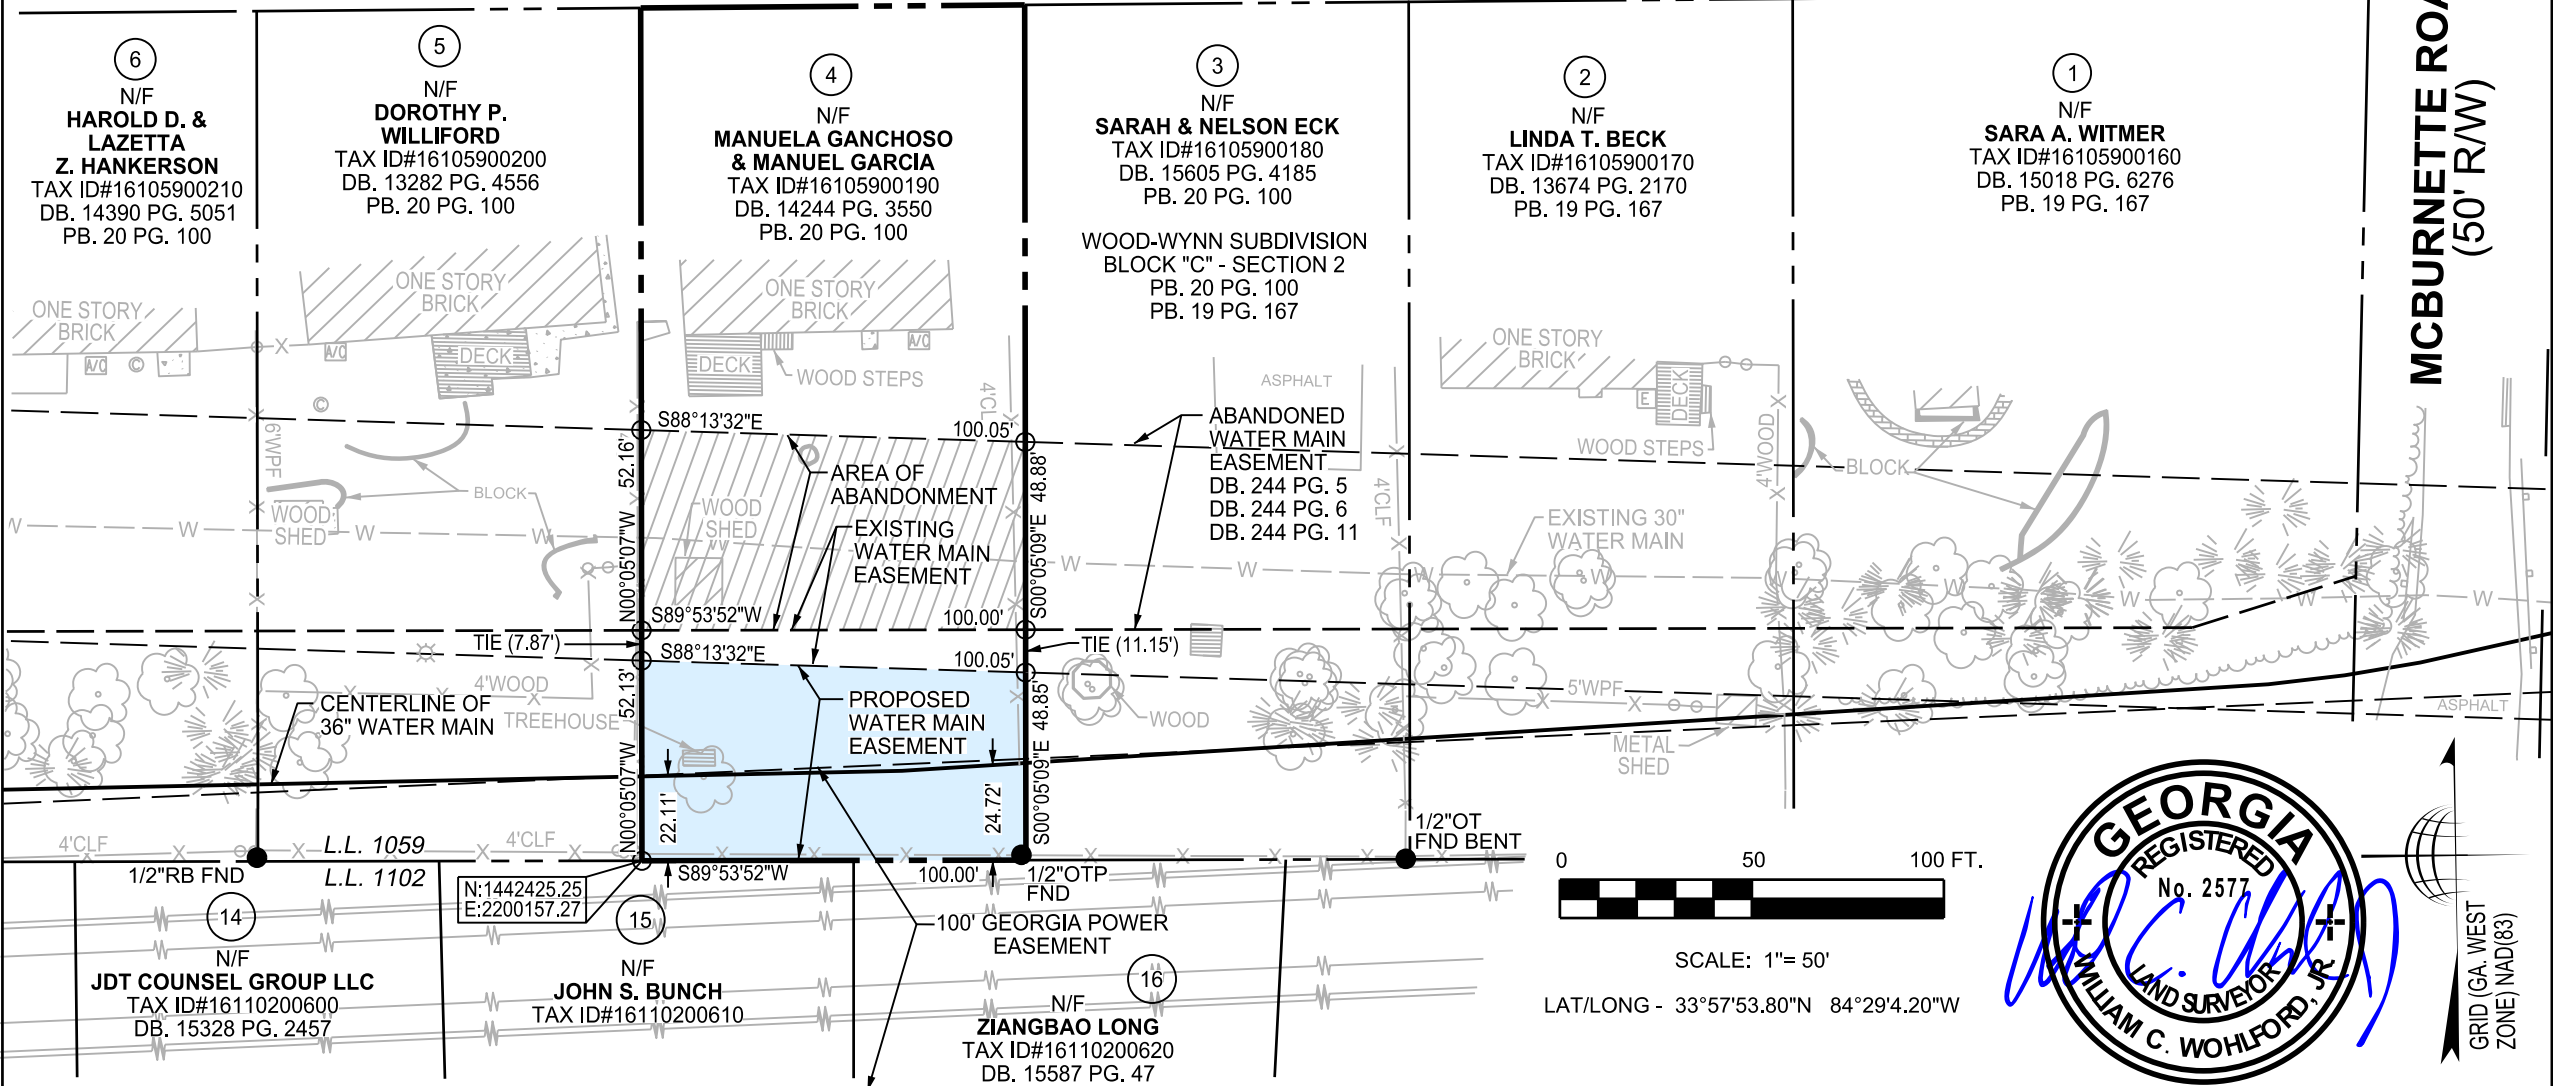 6
N/F
HAROLD D. &
LAZETTA
Z. HANKERSON
TAX ID#16105900210
DB. 14390 PG. 5051
PB. 20 PG. 100
5
N/F
DOROTHY P.
WILLIFORD
TAX ID#16105900200
DB. 13282 PG. 4556
PB. 20 PG. 100
4
N/F
MANUELA GANCHOSO
& MANUEL GARCIA
TAX ID#16105900190
DB. 14244 PG. 3550
PB. 20 PG. 100
3
N/F
SARAH & NELSON ECK
TAX ID#16105900180
DB. 15605 PG. 4185
PB. 20 PG. 100
WOOD-WYNN SUBDIVISION
BLOCK "C" - SECTION 2
PB. 20 PG. 100
PB. 19 PG. 167
2
N/F
LINDA T. BECK
TAX ID#16105900170
DB. 13674 PG. 2170
PB. 19 PG. 167
1
N/F
SARA A. WITMER
TAX ID#16105900160
DB. 15018 PG. 6276
PB. 19 PG. 167
(50' R/W)
ONE STORY
BRICK
A/C
C
ONE STORY
BRICK
A/C
DECK
C
ONE STORY
BRICK
DECK
A/C
WOOD STEPS
4'CLF
ASPHALT
ONE STORY
BRICK
E
DECK
WOOD STEPS
4'WOOD
BLOCK
6'WPF
BLOCK
WOOD
SHED
S88°13'32"E
100.05'
N00°05'07"W 52.16'
S00°05'09"E 48.88'
AREA OF
ABANDONMENT
WOOD
SHED
EXISTING
WATER MAIN
EASEMENT
ABANDONED
WATER MAIN
EASEMENT
DB. 244 PG. 5
DB. 244 PG. 6
DB. 244 PG. 11
4'CLF
EXISTING 30"
WATER MAIN
W W W W W W W W W W W W W
S89°53'52"W
100.00'
TIE (7.87')
TIE (11.15')
S88°13'32"E
100.05'
4'WOOD
CENTERLINE OF
36" WATER MAIN
TREEHOUSE
N00°05'07"W 52.13'
S00°05'09"E 48.85'
PROPOSED
WATER MAIN
EASEMENT
22.11'
24.72'
WOOD
5'WPF
METAL
SHED
ASPHALT
4'CLF
L.L. 1059
4'CLF
L.L. 1102
1/2"RB FND
N:1442425.25
E:2200157.27
S89°53'52"W
100.00'
1/2"OTP
FND
1/2"OT
FND BENT
100' GEORGIA POWER
EASEMENT
14
N/F
JDT COUNSEL GROUP LLC
TAX ID#16110200600
DB. 15328 PG. 2457
15
N/F
JOHN S. BUNCH
TAX ID#16110200610
16
N/F
ZIANGBAO LONG
TAX ID#16110200620
DB. 15587 PG. 47
0 50 100 FT.
SCALE: 1"= 50'
LAT/LONG - 33°57'53.80"N 84°29'4.20"W
GEORGIA
REGISTERED
No. 2577
LAND SURVEYOR
WILLIAM C. WOHLFORD, JR
GRID (GA. WEST
ZONE) NAD(83)